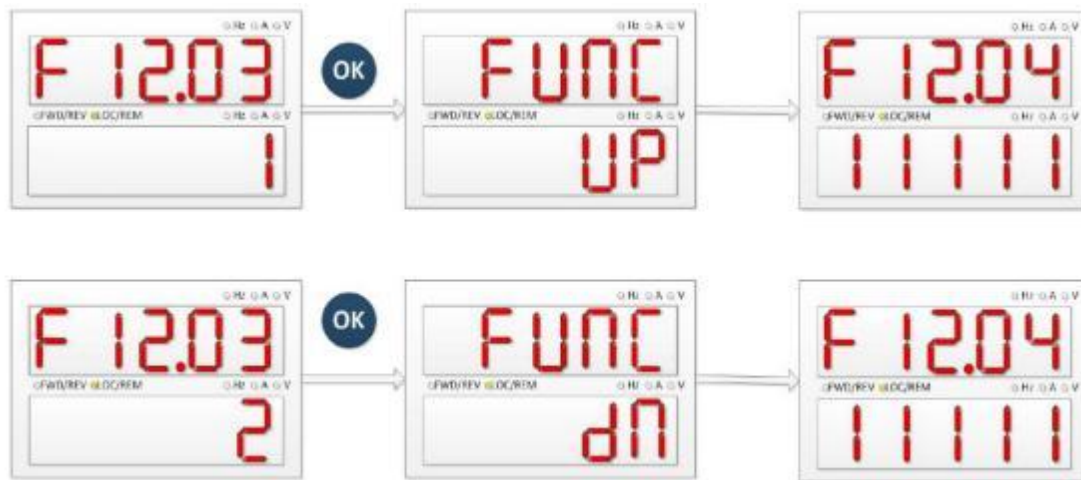 Hz A V
F 12.03
FWD/REV LOC/REM Hz A V
1
OK
Hz A V
FUNC
FWD/REV LOC/REM Hz A V
UP
Hz A V
F 12.04
FWD/REV LOC/REM Hz A V
11111
Hz A V
F 12.03
FWD/REV LOC/REM Hz A V
2
OK
Hz A V
FUNC
FWD/REV LOC/REM Hz A V
dn
Hz A V
F 12.04
FWD/REV LOC/REM Hz A V
11111